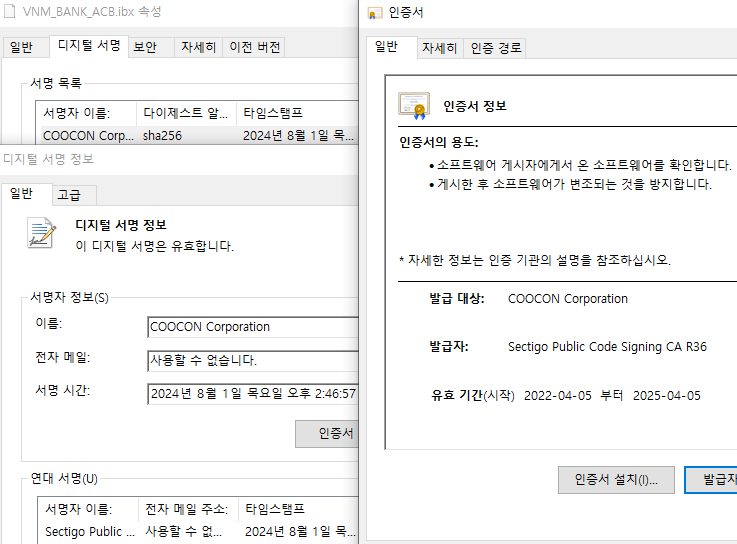 VNM_BANK_ACB.ibx 속성
일반 디지털 서명 보안 자세히 이전 버전
서명 목록
서명자 이름: 다이제스트 알... 타임스탬프
COOCON Corp... sha256 2024년 8월 1일 목...
디지털 서명 정보
일반 고급
디지털 서명 정보
이 디지털 서명은 유효합니다.
서명자 정보(S)
이름: COOCON Corporation
전자 메일: 사용할 수 없습니다.
서명 시간: 2024년 8월 1일 목요일 오후 2:46:57
인증서
연대 서명(U)
서명자 이름: 전자 메일 주소: 타임스탬프
Sectigo Public ... 사용할 수 없... 2024년 8월 1일 목...
인증서
일반 자세히 인증 경로
인증서 정보
인증서의 용도:
• 소프트웨어 게시자에게서 온 소프트웨어를 확인합니다.
• 게시한 후 소프트웨어가 변조되는 것을 방지합니다.
* 자세한 정보는 인증 기관의 설명을 참조하십시오.
발급 대상: COOCON Corporation
발급자: Sectigo Public Code Signing CA R36
유효 기간(시작) 2022-04-05 부터 2025-04-05
인증서 설치(I)... 발급자